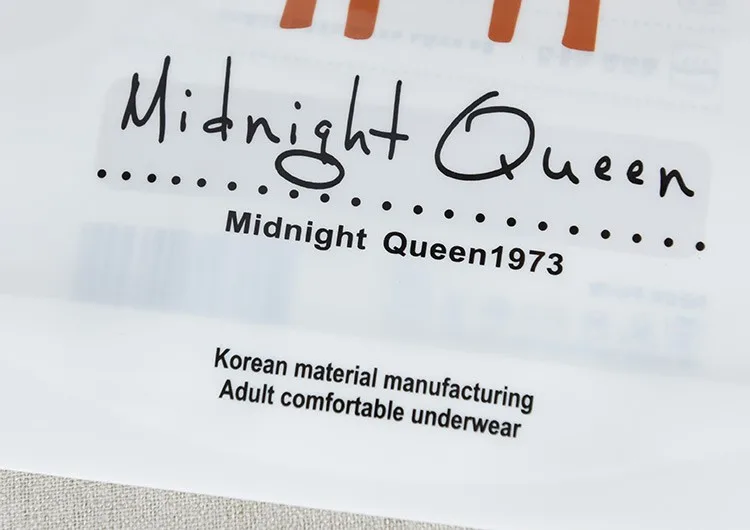 Midnight Queen
Midnight Queen1973
Korean material manufacturing
Adult comfortable underwear